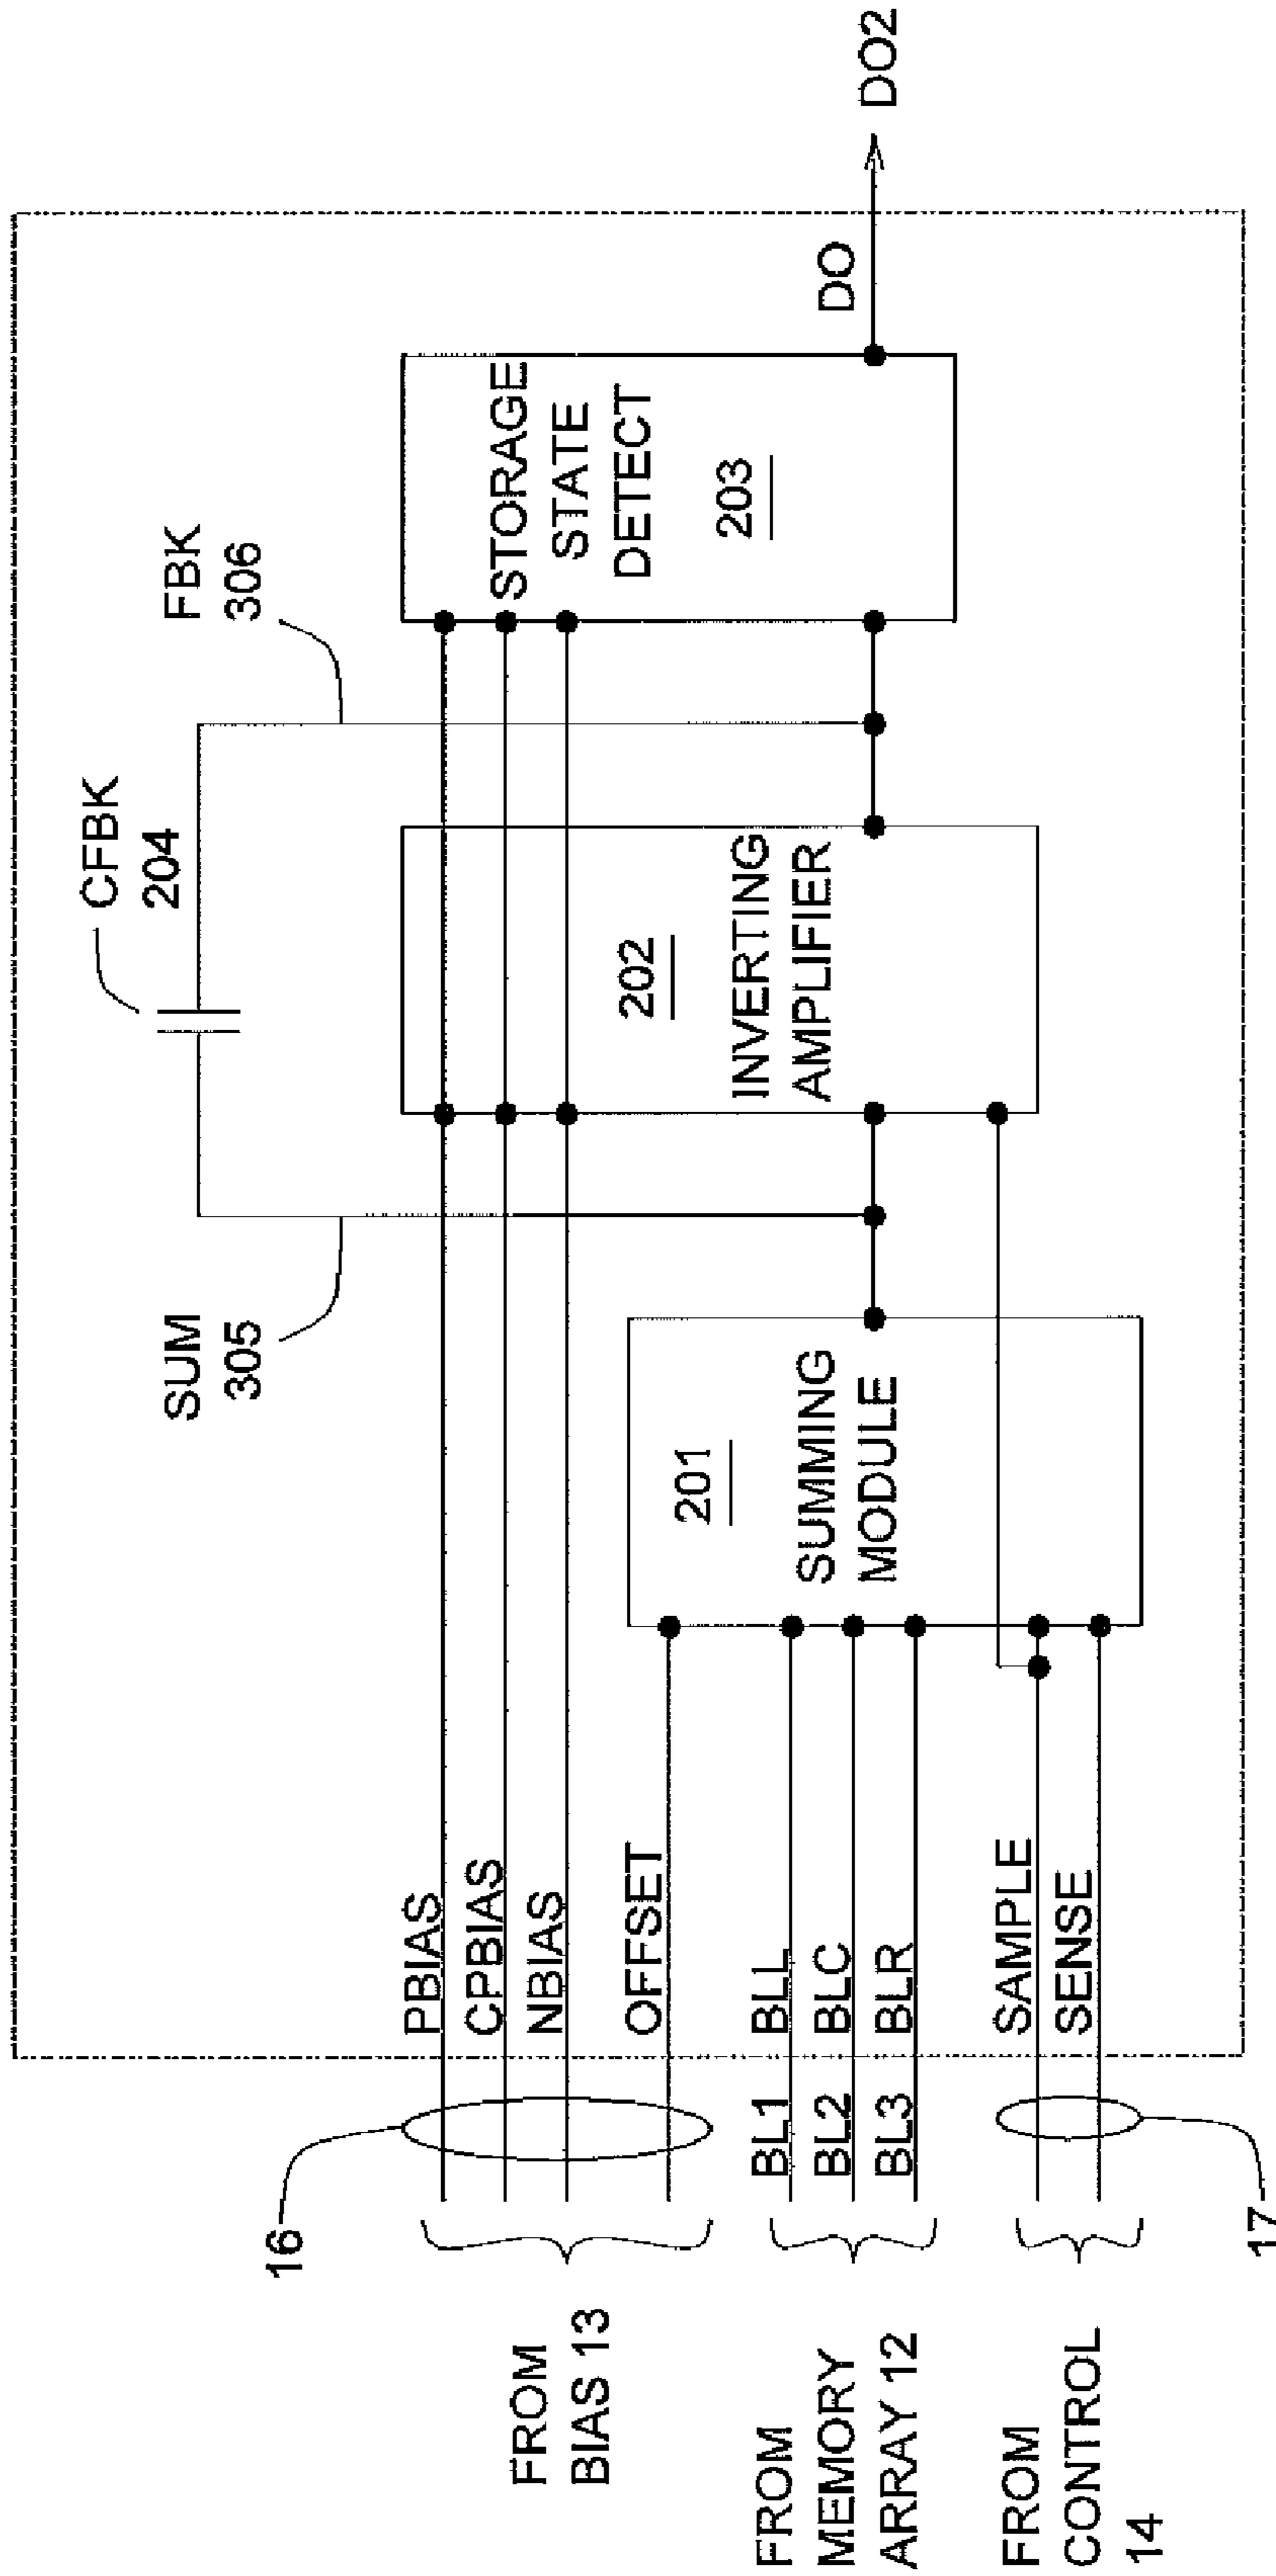 CFBK
204
SUM
305
FBK
306
16
FROM
BIAS 13
PBIAS
CPBIAS
NBIAS
OFFSET
FROM
MEMORY
ARRAY 12
BL1 BLL
BL2 BLC
BL3 BLR
FROM
CONTROL
14
SAMPLE
SENSE
17
201
SUMMING
MODULE
202
INVERTING
AMPLIFIER
STORAGE
STATE
DETECT
203
DO
DO2